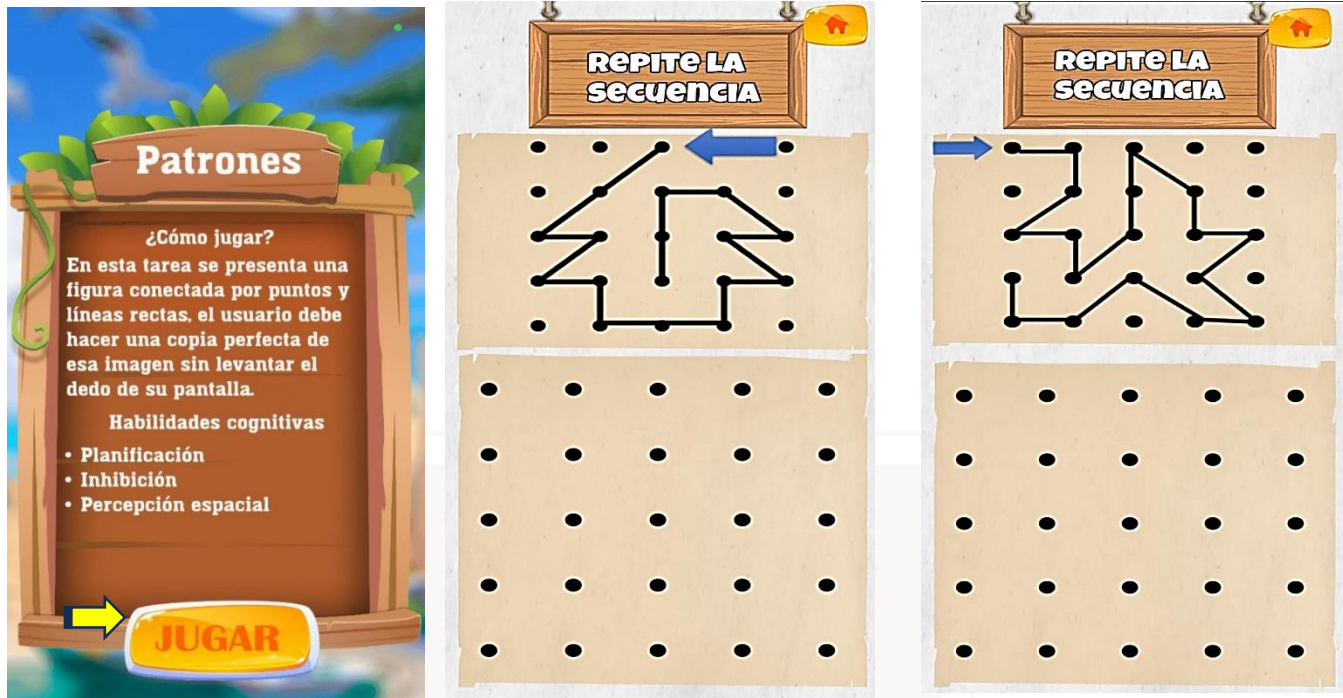 Patrones
¿Cómo jugar?
En esta tarea se presenta una
figura conectada por puntos y
líneas rectas, el usuario debe
hacer una copia perfecta de
esa imagen sin levantar el
dedo de su pantalla.
Habilidades cognitivas
• Planificación
• Inhibición
• Percepción espacial
JUGAR
REPITE LA
SECUENCIA
REPITE LA
SECUENCIA